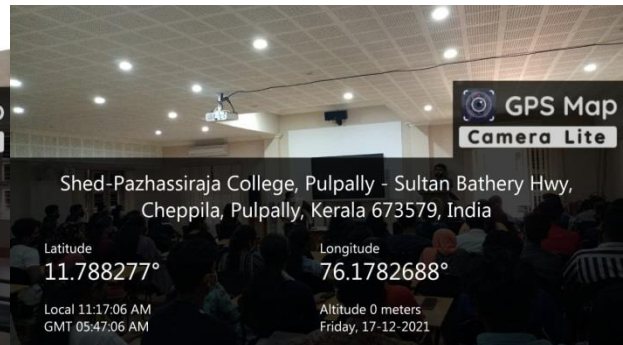 GPS Map
Camera Lite
Shed-Pazhassiraja College, Pulpally - Sultan Bathery Hwy,
Cheppila, Pulpally, Kerala 673579, India
Latitude
11.788277°
Longitude
76.1782688°
Local 11:17:06 AM
GMT 05:47:06 AM
Altitude 0 meters
Friday, 17-12-2021